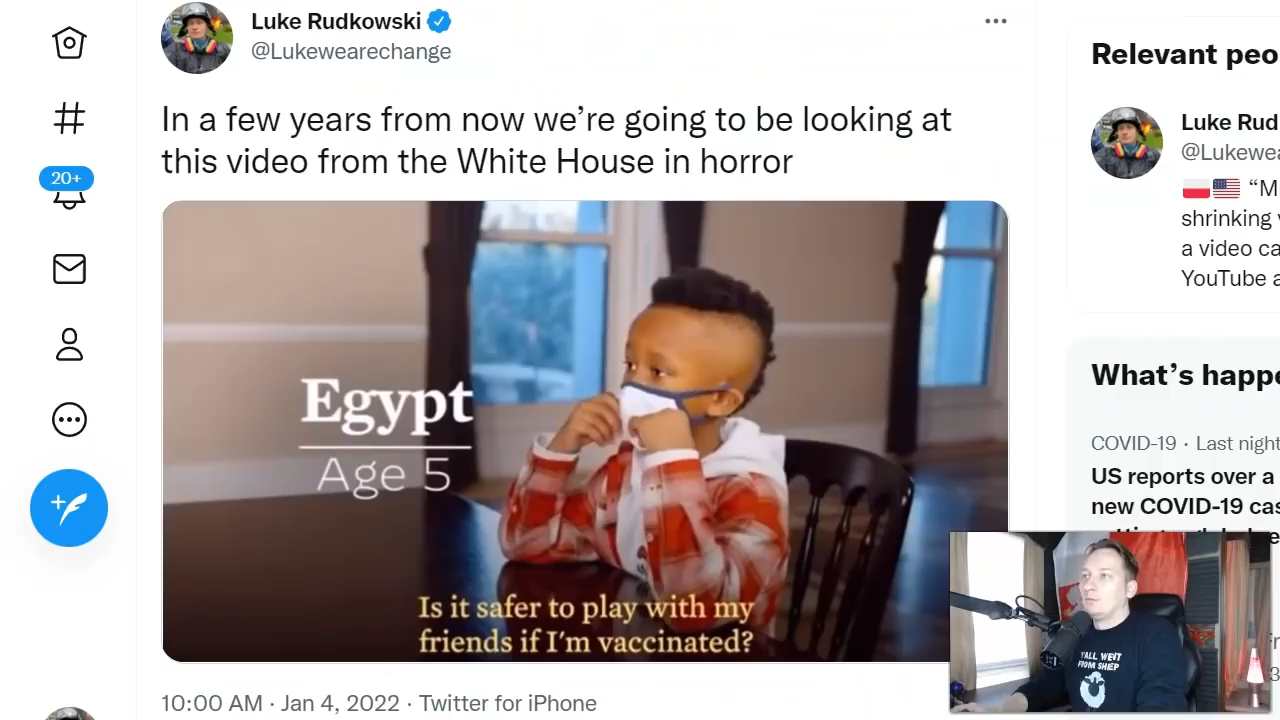 Luke Rudkowski
@Lukewearechange
In a few years from now we’re going to be looking at
this video from the White House in horror
Egypt
Age 5
Is it safer to play with my
friends if I'm vaccinated?
10:00 AM · Jan 4, 2022 · Twitter for iPhone
20+
Relevant peo
Luke Rud
@Lukewea
“M
shrinking
a video ca
YouTube a
What’s happe
COVID-19 · Last night
US reports over a
new COVID-19 cas
Y'ALL WENT
FROM SHEP